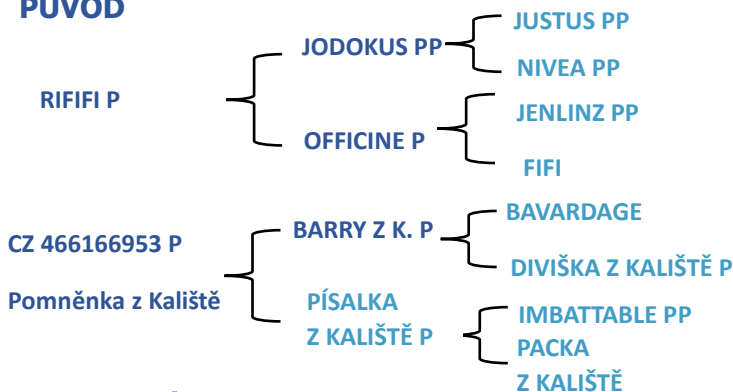 PŮVOD
JUSTUS PP
JODOKUS PP
NIVEA PP
RIFIFI P
JENLINZ PP
OFFICINE P
FIFI
BAVARDAGE
BARRY Z K. P
CZ 466166953 P
DIVIŠKA Z KALIŠTĚ P
Pomněnka z Kaliště
PÍSALKA
Z KALIŠTĚ P
IMBATTABLE PP
PACKA
Z KALIŠTĚ